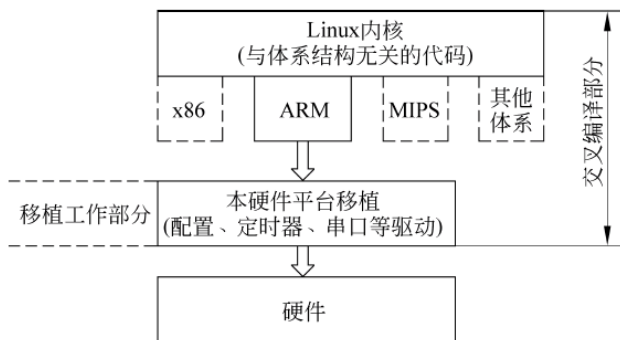 Linux内核
(与体系结构无关的代码)
x86
ARM
MIPS
其他
体系
交叉编译部分
移植工作部分
本硬件平台移植
(配置、定时器、串口等驱动)
硬件